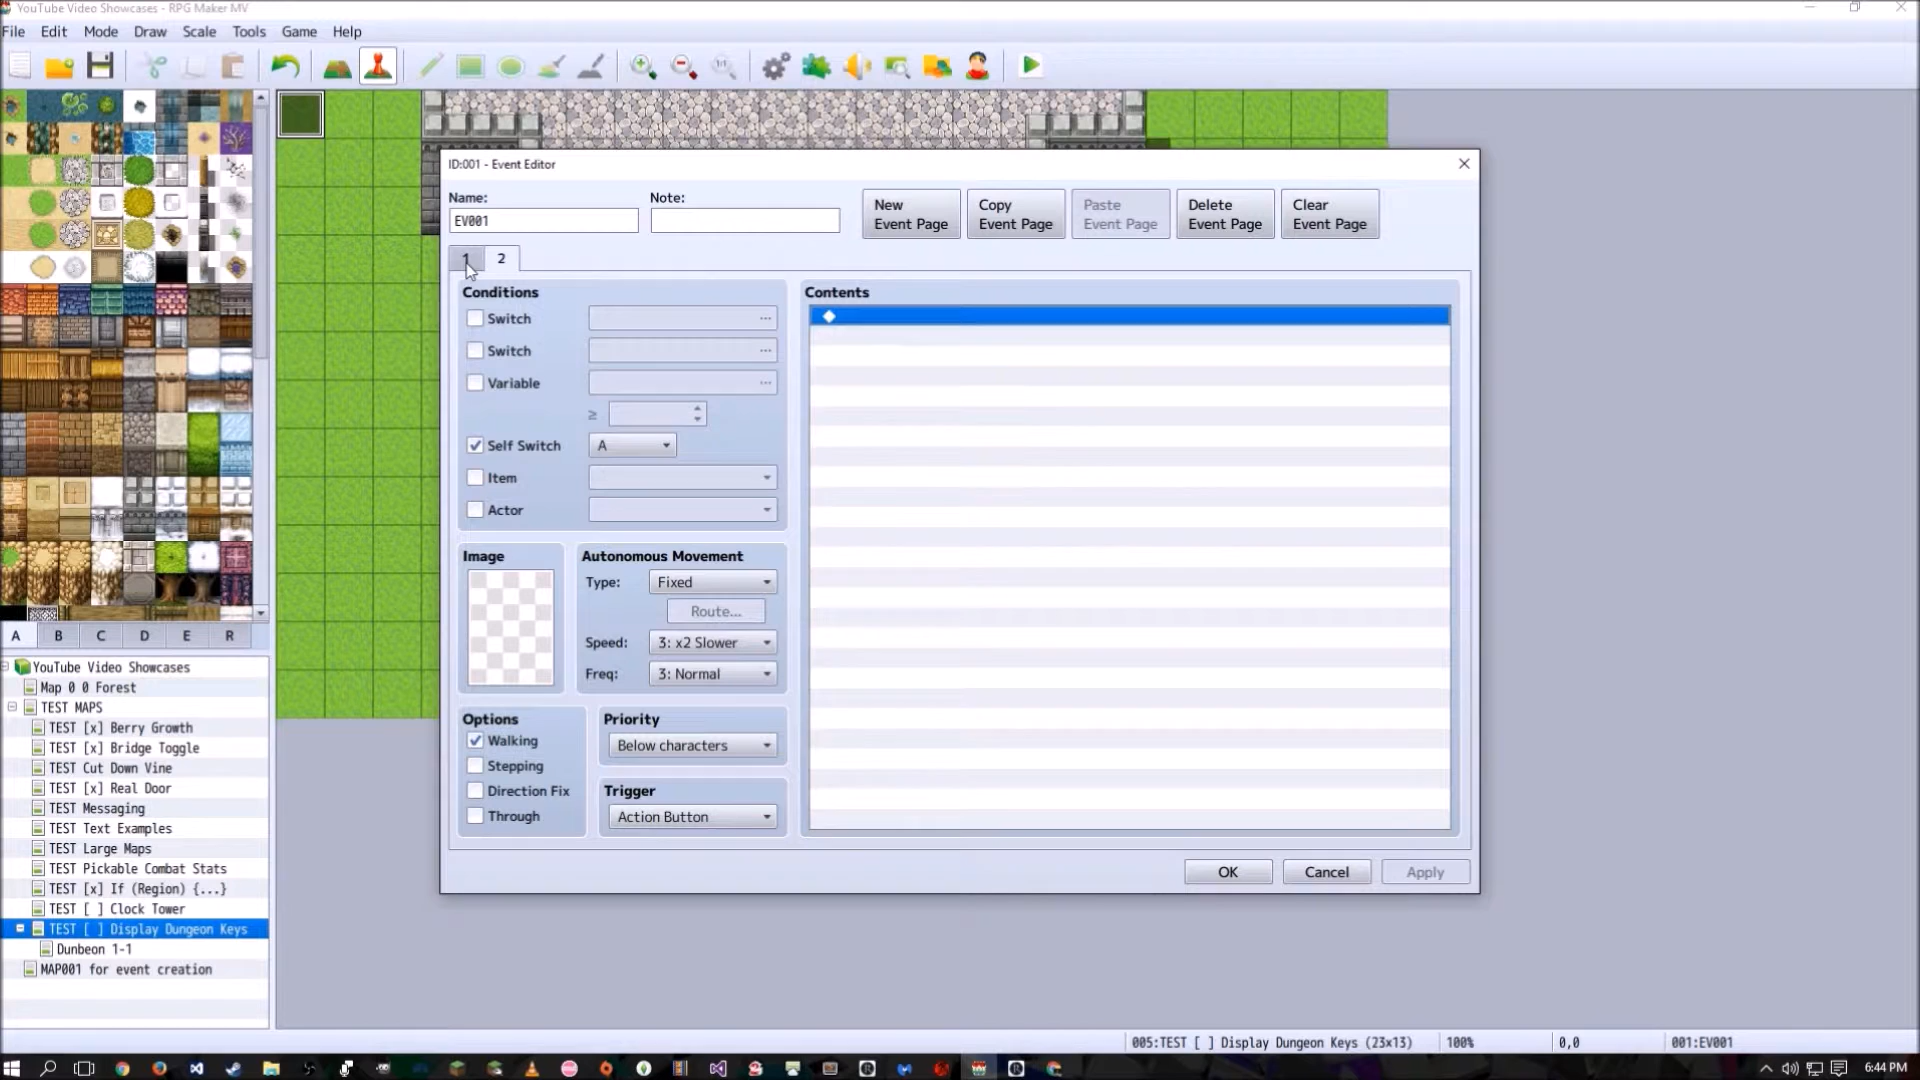 YouTube Video Showcases - RPG Maker MV
File Edit Mode Draw Scale Tools Game Help
ID:001 - Event Editor
Name:
EV001
Note:
New Event Page
Copy Event Page
Paste Event Page
Delete Event Page
Clear Event Page
1 2
Conditions
Switch ...
Switch ...
Variable ...
≥
Self Switch A
Item
Actor
Image
Autonomous Movement
Type: Fixed
Route...
Speed: 3: x2 Slower
Freq: 3: Normal
Options
Walking
Stepping
Direction Fix
Through
Priority
Below characters
Trigger
Action Button
Contents
OK Cancel Apply
A B C D E R
YouTube Video Showcases
Map 0 0 Forest
TEST MAPS
TEST [x] Berry Growth
TEST [x] Bridge Toggle
TEST Cut Down Vine
TEST [x] Real Door
TEST Messaging
TEST Text Examples
TEST Large Maps
TEST Pickable Combat Stats
TEST [x] If (Region) {...}
TEST [ ] Clock Tower
TEST [ ] Display Dungeon Keys
Dunbeon 1-1
MAP001 for event creation
005:TEST [ ] Display Dungeon Keys (23x13) 100% 0,0 001:EV001
6:44 PM